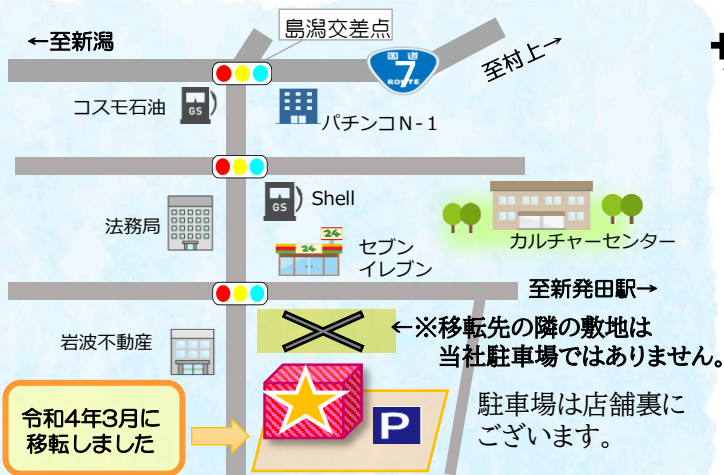 島潟交差点
←至新潟
国道
7
ROUTE
至村上→
コスモ石油
GS
パチンコN-1
GS
Shell
法務局
24
24
セブン
イレブン
カルチャーセンター
至新発田駅→
岩波不動産
←※移転先の隣の敷地は
当社駐車場ではありません。
令和4年3月に
移転しました
P
駐車場は店舗裏に
ございます。